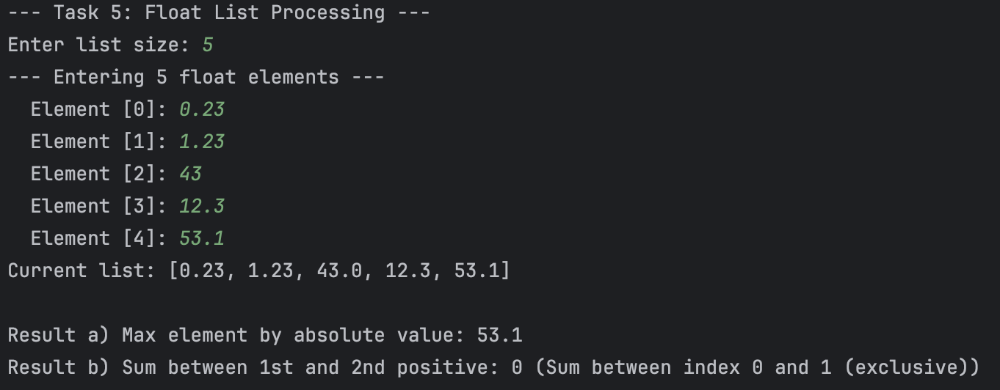 --- Task 5: Float List Processing ---
Enter list size: 5
--- Entering 5 float elements ---
Element [0]: 0.23
Element [1]: 1.23
Element [2]: 43
Element [3]: 12.3
Element [4]: 53.1
Current list: [0.23, 1.23, 43.0, 12.3, 53.1]
Result a) Max element by absolute value: 53.1
Result b) Sum between 1st and 2nd positive: 0 (Sum between index 0 and 1 (exclusive))